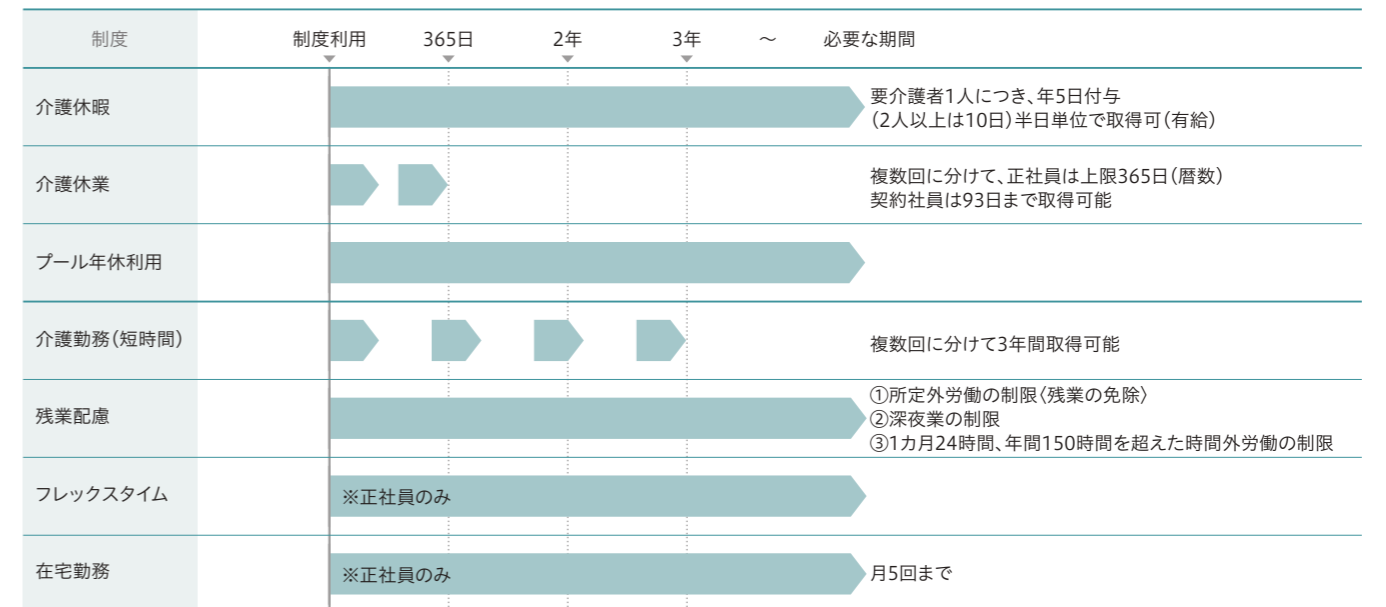 制度 制度利用 365日 2年 3年 ～ 必要な期間
介護休暇
要介護者1人につき、年5日付与
（2人以上は10日）半日単位で取得可（有給）
介護休業
複数回に分けて、正社員は上限365日（暦数）
契約社員は93日まで取得可能
プール年休利用
介護勤務（短時間）
複数回に分けて3年間取得可能
残業配慮
①所定外労働の制限〈残業の免除〉
②深夜業の制限
③1カ月24時間、年間150時間を超えた時間外労働の制限
フレックスタイム ※正社員のみ
在宅勤務 ※正社員のみ 月5回まで